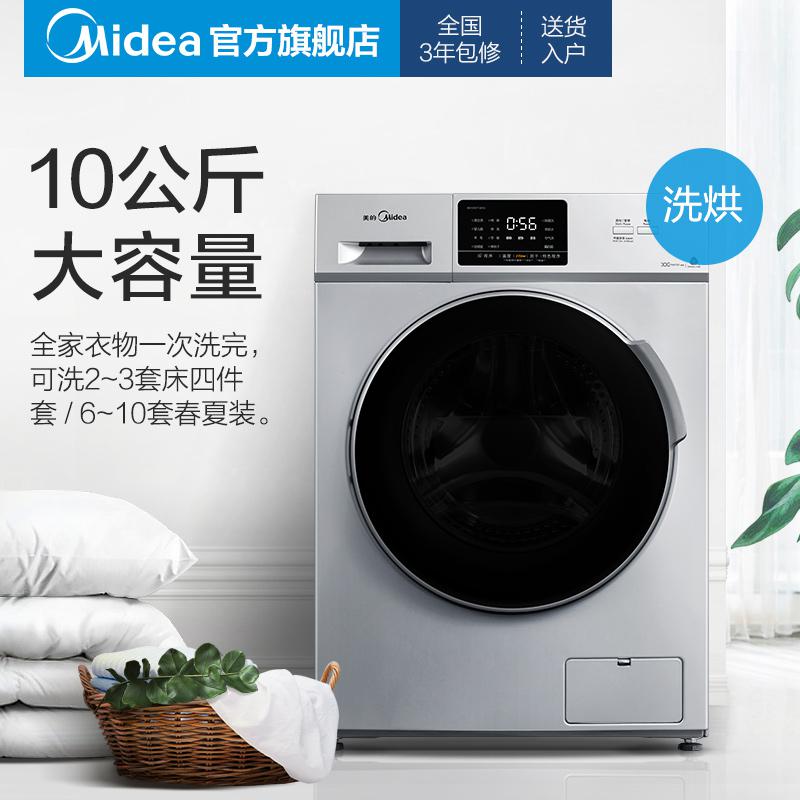 Midea 官方旗舰店
全国
3年包修
送货
入户
10公斤
大容量
洗烘
全家衣物一次洗完，
可洗2~3套床四件
套 / 6~10套春夏装。
美的 Midea
0:56